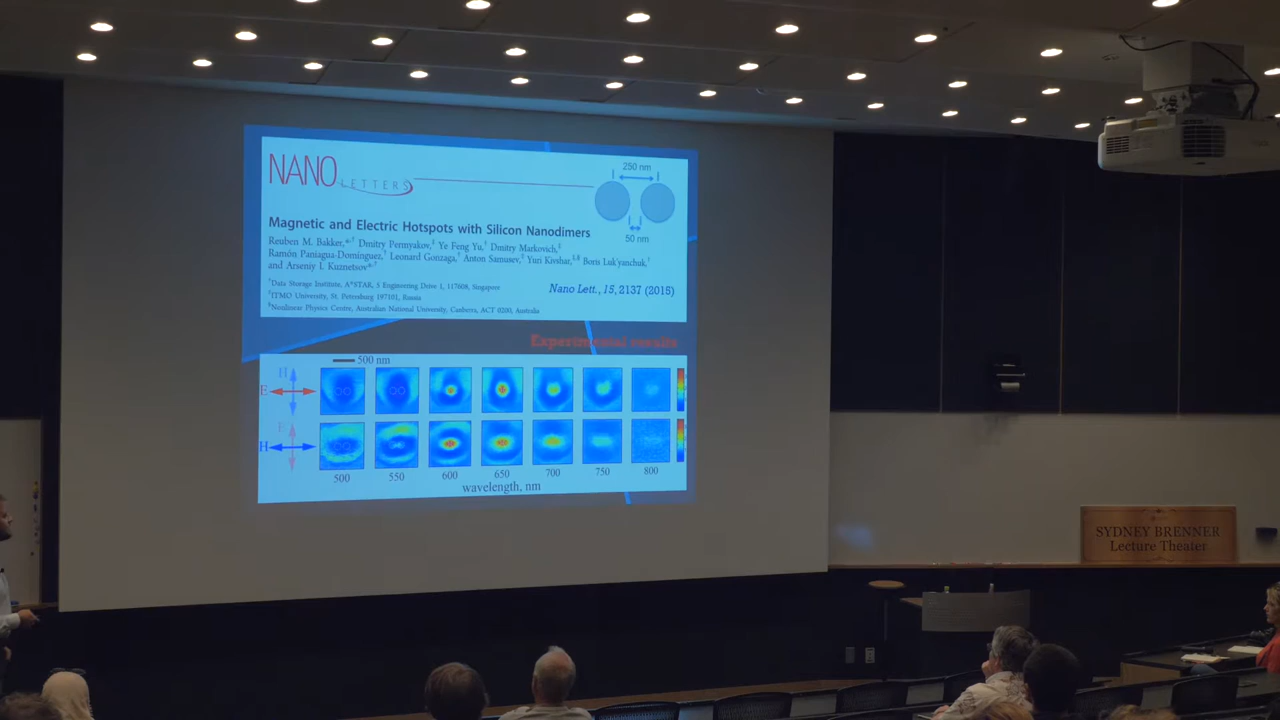 NANO LETTERS
250 nm
50 nm
Magnetic and Electric Hotspots with Silicon Nanodimers
Reuben M. Bakker,*,† Dmitry Permyakov,‡ Ye Feng Yu,† Dmitry Markovich,‡
Ramón Paniagua-Domínguez,† Leonard Gonzaga,† Anton Samusev,‡ Yuri Kivshar,‡,§ Boris Luk'yanchuk,†
and Arseniy I. Kuznetsov*,†
†Data Storage Institute, A*STAR, 5 Engineering Drive 1, 117608, Singapore
‡ITMO University, St. Petersburg 197101, Russia
§Nonlinear Physics Centre, Australian National University, Canberra, ACT 0200, Australia
Nano Lett., 15, 2137 (2015)
Experimental results
500 nm
H
E
E
H
500 550 600 650 700 750 800
wavelength, nm
SYDNEY BRENNER
Lecture Theater